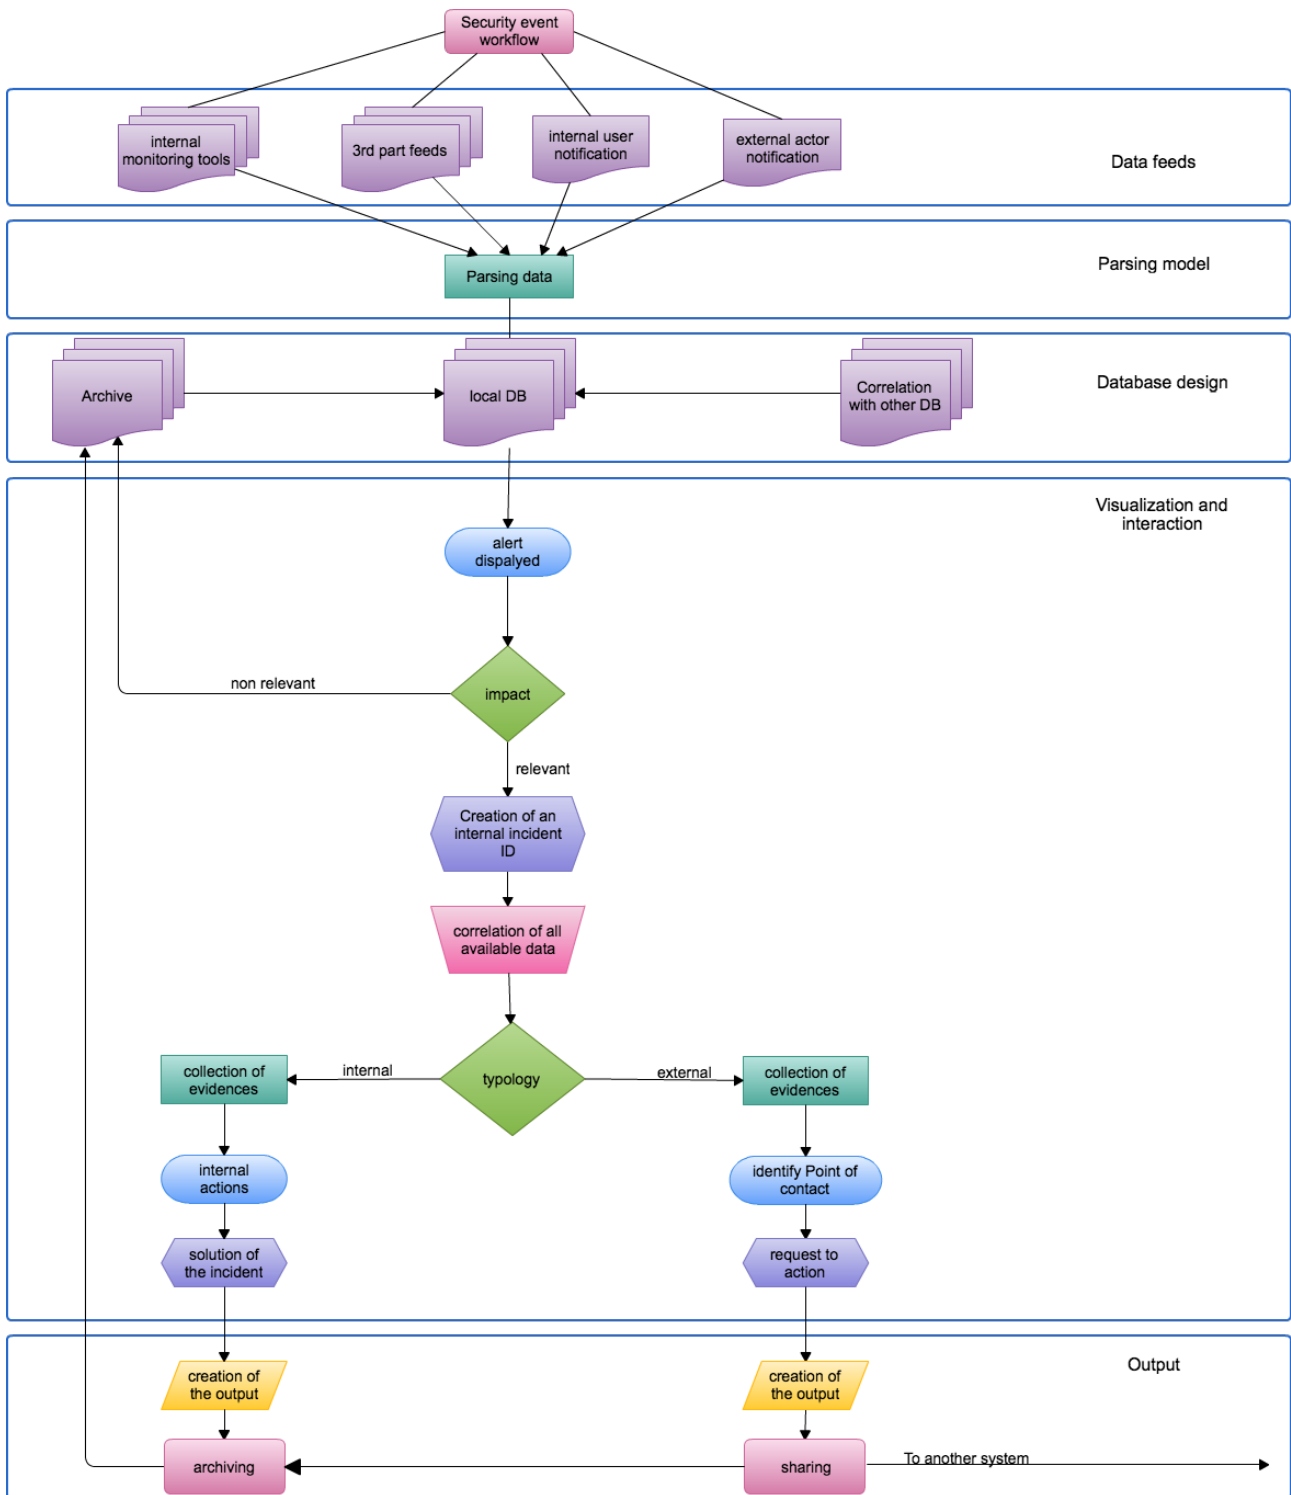 Security event
workflow
internal
monitoring tools
3rd part feeds
internal user
notification
external actor
notification
Data feeds
Parsing model
Parsing data
Archive
local DB
Correlation
with other DB
Database design
Visualization and
interaction
alert
dispalyed
non relevant
impact
relevant
Creation of an
internal incident
ID
correlation of all
available data
collection of
evidences
internal
typology
external
collection of
evidences
internal
actions
identify Point of
contact
solution of
the incident
request to
action
Output
creation of
the output
creation of
the output
archiving
sharing
To another system